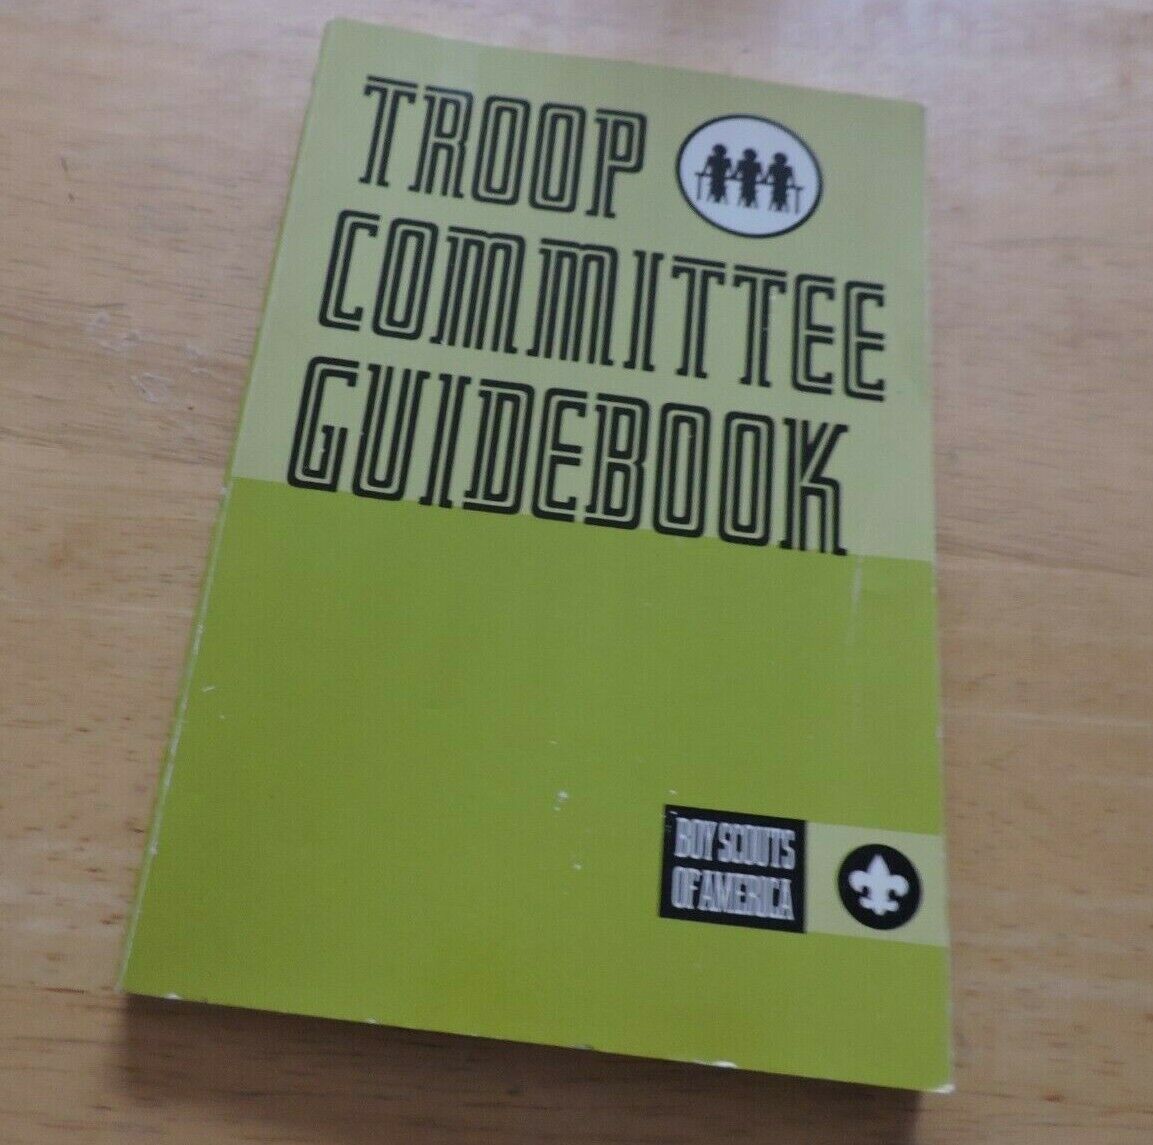 TROOP
COMMITTEE
GUIDEBOOK
BOY SCOUTS
OF AMERICA